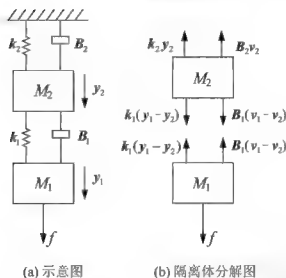 k₂ B₂ k₂y₂ B₂v₂
M₂ y₂ M₂
k₁ B₁ k₁(y₁-y₂) B₁(v₁-v₂)
k₁(y₁-y₂) B₁(v₁-v₂)
M₁ y₁ M₁
f f
(a) 示意图 (b) 隔离体分解图